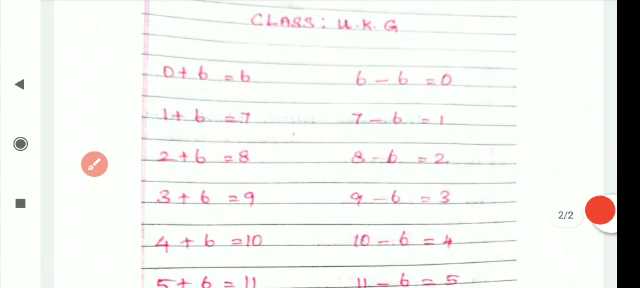 CLASS: U.K.G
0 + 6 = 6 6 - 6 = 0
1 + 6 = 7 7 - 6 = 1
2 + 6 = 8 8 - 6 = 2
3 + 6 = 9 9 - 6 = 3
4 + 6 = 10 10 - 6 = 4
5 + 6 = 11 11 - 6 = 5
2/2